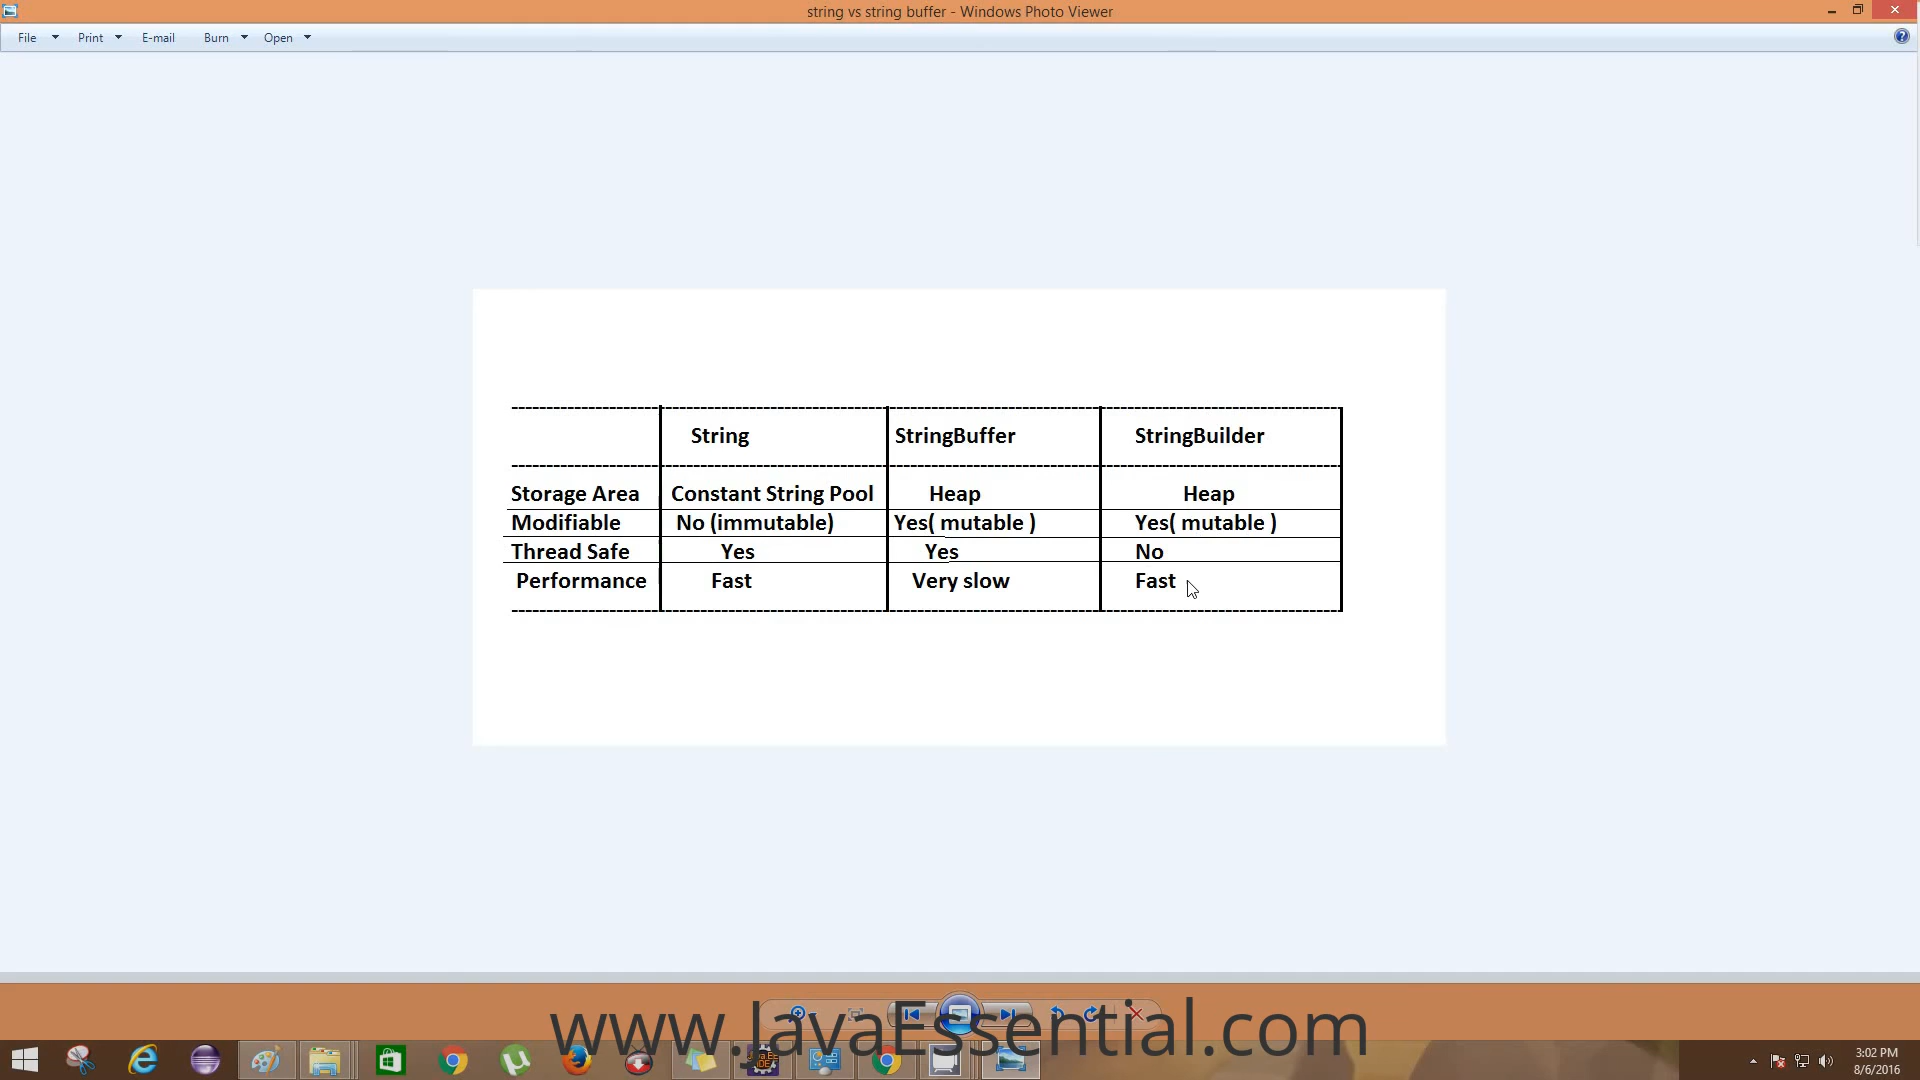 string vs string buffer - Windows Photo Viewer
File Print E-mail Burn Open
String StringBuffer StringBuilder
Storage Area Constant String Pool Heap Heap
Modifiable No (immutable) Yes( mutable ) Yes( mutable )
Thread Safe Yes Yes No
Performance Fast Very slow Fast
www.JavaEssential.com
3:02 PM
8/6/2016